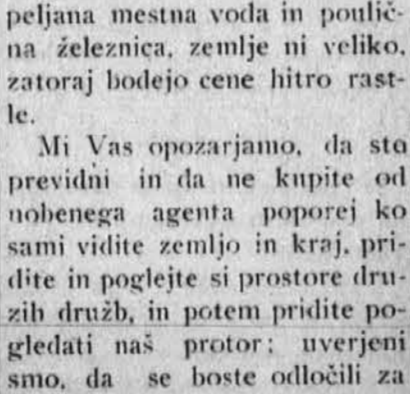 peljana mestna voda in poulič-
na železnica, zemlje ni veliko,
zatoraj bodejo cene hitro rast-
le.
Mi Vas opozarjamo, da sta
previdni in da ne kupite od
nobenega agenta poporej ko
sami vidite zemljo in kraj, pri-
dite in poglejte si prostore dru-
zih družb, in potem pridite po-
gledati naš protor; uverjeni
smo, da se boste odločili za